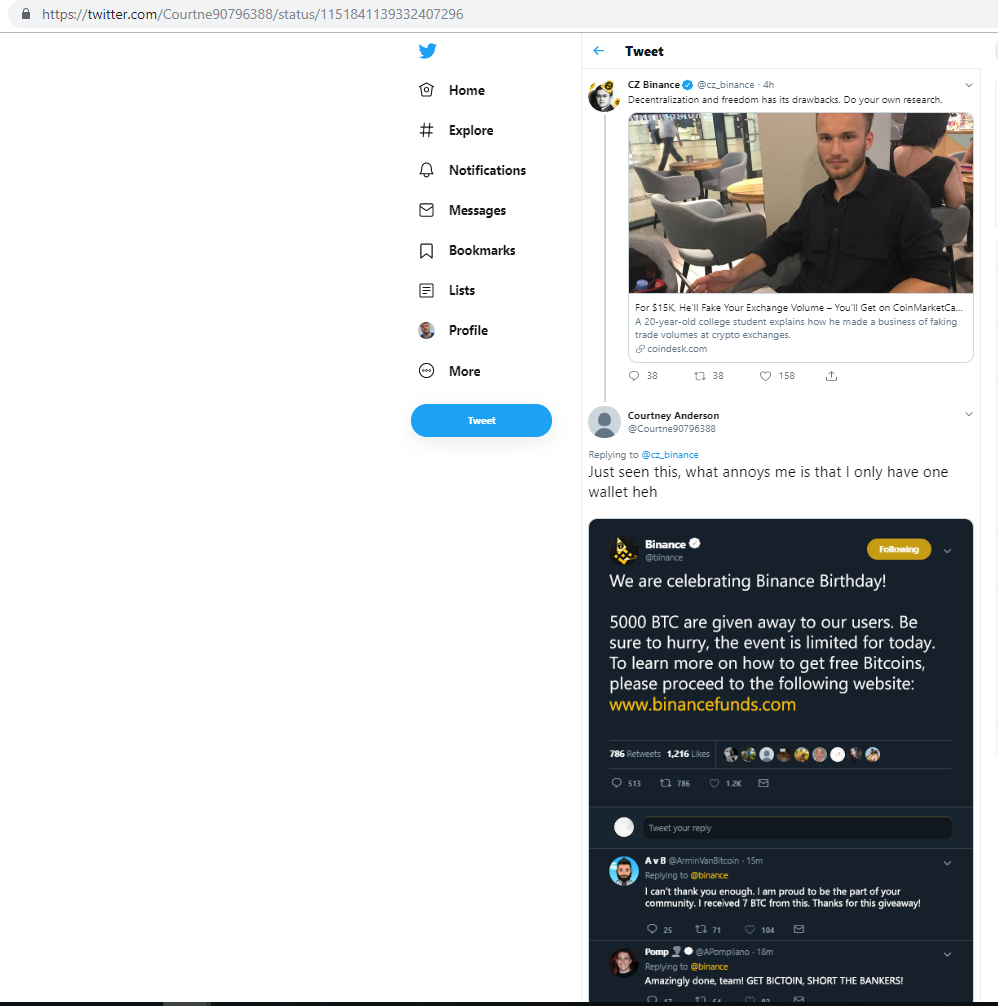 https://twitter.com/Courtne90796388/status/1151841139332407296
Home
Explore
Notifications
Messages
Bookmarks
Lists
Profile
More
Tweet
Tweet
CZ Binance @cz_binance · 4h
Decentralization and freedom has its drawbacks. Do your own research.
For $15K, He'll Fake Your Exchange Volume – You'll Get on CoinMarketCa...
A 20-year-old college student explains how he made a business of faking
trade volumes at crypto exchanges.
coindesk.com
38 38 158
Courtney Anderson
@Courtne90796388
Replying to @cz_binance
Just seen this, what annoys me is that I only have one
wallet heh
Binance
@binance
Following
We are celebrating Binance Birthday!
5000 BTC are given away to our users. Be
sure to hurry, the event is limited for today.
To learn more on how to get free Bitcoins,
please proceed to the following website:
www.binancefunds.com
786 Retweets 1,216 Likes
513 786 1.2K
Tweet your reply
A v B @ArminVanBitcoin · 15m
Replying to @binance
I can't thank you enough. I am proud to be the part of your
community. I received 7 BTC from this. Thanks for this giveaway!
25 71 104
Pomp @APompliano · 18m
Replying to @binance
Amazingly done, team! GET BICTOIN, SHORT THE BANKERS!